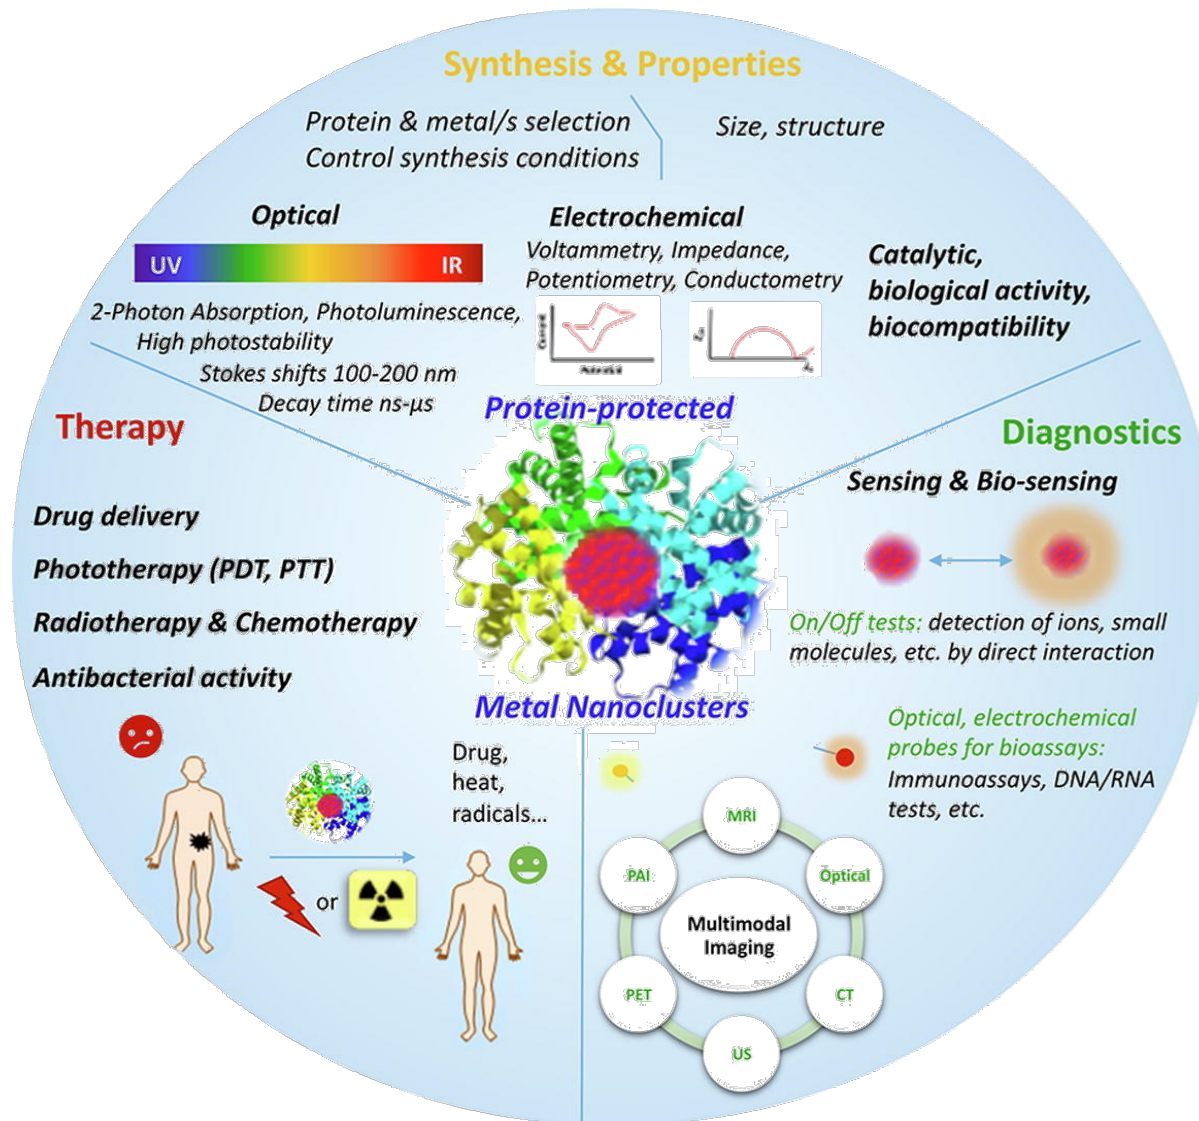 Synthesis & Properties
Protein & metal/s selection
Control synthesis conditions
Size, structure
Optical
UV
IR
2-Photon Absorption, Photoluminescence,
High photostability
Stokes shifts 100-200 nm
Decay time ns-µs
Electrochemical
Voltammetry, Impedance,
Potentiometry, Conductometry
Current
Potential
Catalytic,
biological activity,
biocompatibility
Protein-protected
Metal Nanoclusters
Therapy
Drug delivery
Phototherapy (PDT, PTT)
Radiotherapy & Chemotherapy
Antibacterial activity
Drug,
heat,
radicals...
or
Diagnostics
Sensing & Bio-sensing
On/Off tests: detection of ions, small
molecules, etc. by direct interaction
Optical, electrochemical
probes for bioassays:
Immunoassays, DNA/RNA
tests, etc.
MRI
PAI
Optical
Multimodal
Imaging
PET
CT
US